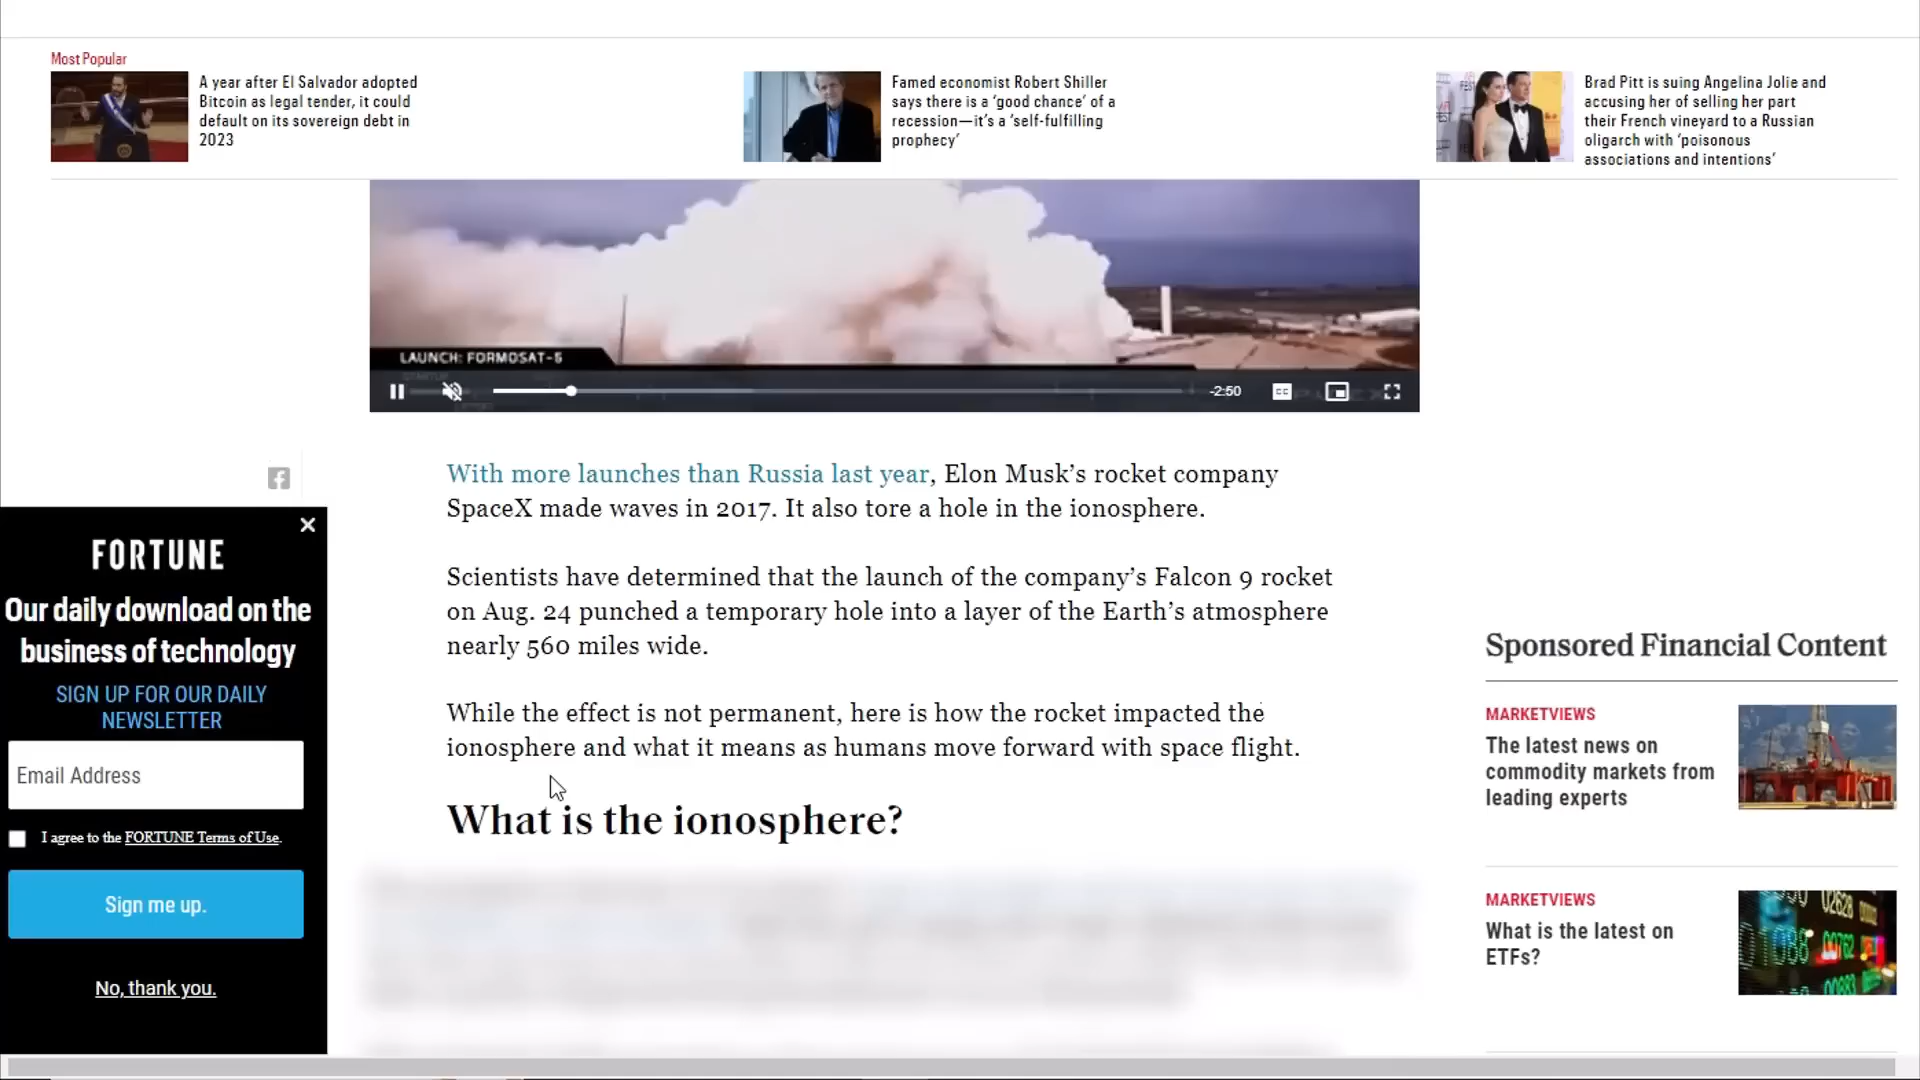 Most Popular
A year after El Salvador adopted
Bitcoin as legal tender, it could
default on its sovereign debt in
2023
Famed economist Robert Shiller
says there is a ‘good chance’ of a
recession—it’s a ‘self-fulfilling
prophecy’
Brad Pitt is suing Angelina Jolie and
accusing her of selling her part
their French vineyard to a Russian
oligarch with ‘poisonous
associations and intentions’
LAUNCH: FORMOSAT-5
-2:50
CC
With more launches than Russia last year, Elon Musk’s rocket company
SpaceX made waves in 2017. It also tore a hole in the ionosphere.
Scientists have determined that the launch of the company’s Falcon 9 rocket
on Aug. 24 punched a temporary hole into a layer of the Earth’s atmosphere
nearly 560 miles wide.
While the effect is not permanent, here is how the rocket impacted the
ionosphere and what it means as humans move forward with space flight.
What is the ionosphere?
FORTUNE
Our daily download on the
business of technology
SIGN UP FOR OUR DAILY
NEWSLETTER
Email Address
I agree to the FORTUNE Terms of Use.
Sign me up.
No, thank you.
Sponsored Financial Content
MARKETVIEWS
The latest news on
commodity markets from
leading experts
MARKETVIEWS
What is the latest on
ETFs?